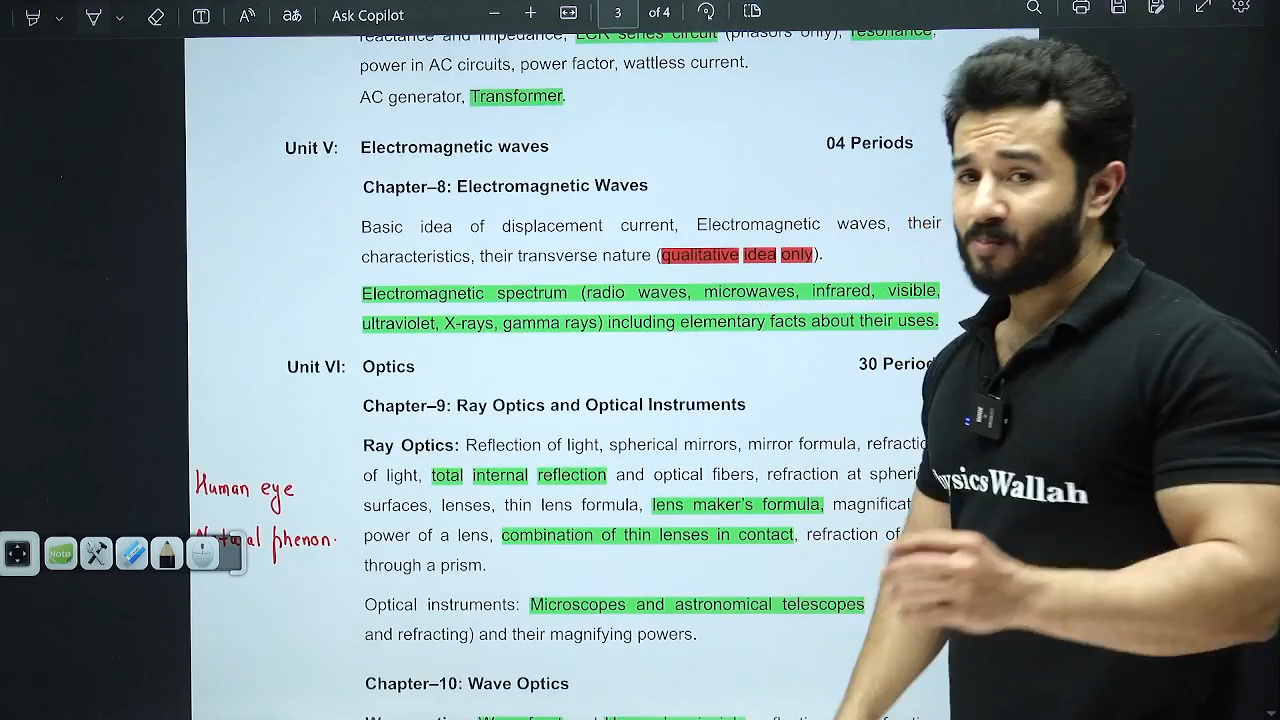 Ask Copilot
3 of 4
reactance and impedance, LCR series circuit (phasors only), resonance,
power in AC circuits, power factor, wattless current.
AC generator, Transformer.
Unit V: Electromagnetic waves 04 Periods
Chapter–8: Electromagnetic Waves
Basic idea of displacement current, Electromagnetic waves, their
characteristics, their transverse nature (qualitative idea only).
Electromagnetic spectrum (radio waves, microwaves, infrared, visible,
ultraviolet, X-rays, gamma rays) including elementary facts about their uses.
Unit VI: Optics 30 Period
Chapter–9: Ray Optics and Optical Instruments
Ray Optics: Reflection of light, spherical mirrors, mirror formula, refractio
of light, total internal reflection and optical fibers, refraction at spheri
surfaces, lenses, thin lens formula, lens maker's formula, magnificat
power of a lens, combination of thin lenses in contact, refraction of
through a prism.
Optical instruments: Microscopes and astronomical telescopes
and refracting) and their magnifying powers.
Chapter–10: Wave Optics
Human eye
phenon.
Note
ysicsWallah